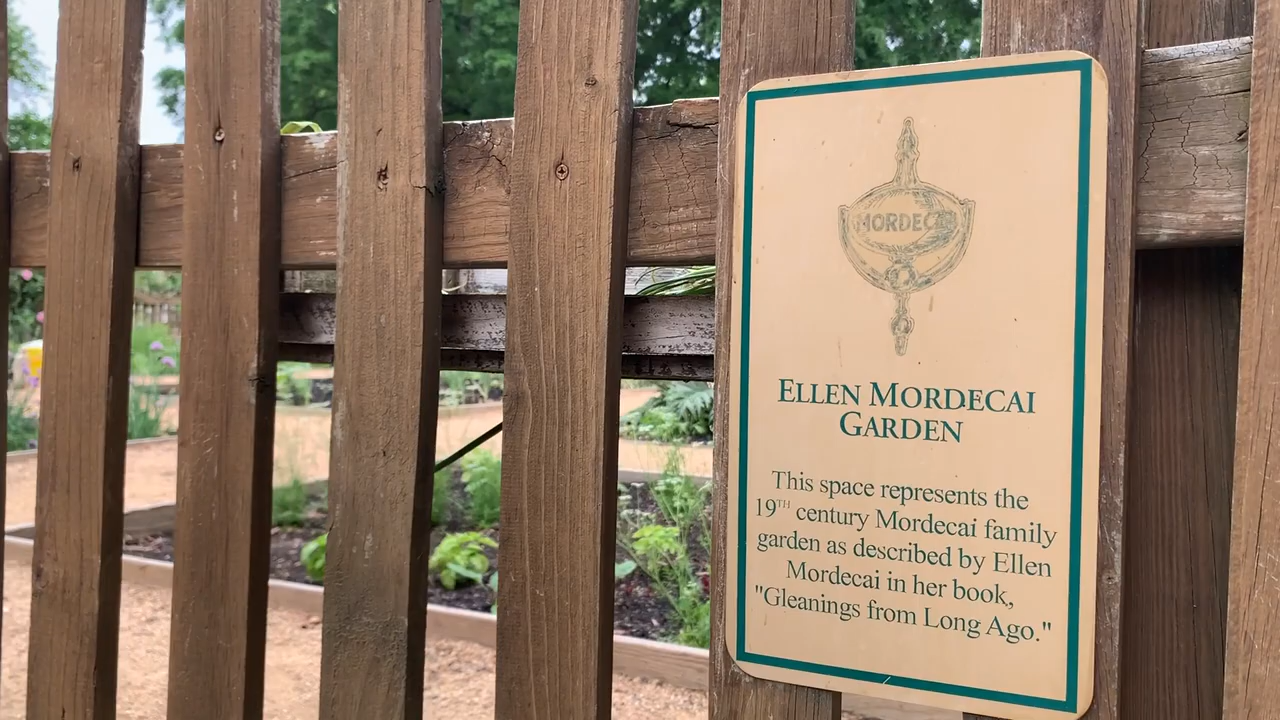 MORDECAI
ELLEN MORDECAI
GARDEN
This space represents the
19TH century Mordecai family
garden as described by Ellen
Mordecai in her book,
"Gleanings from Long Ago."